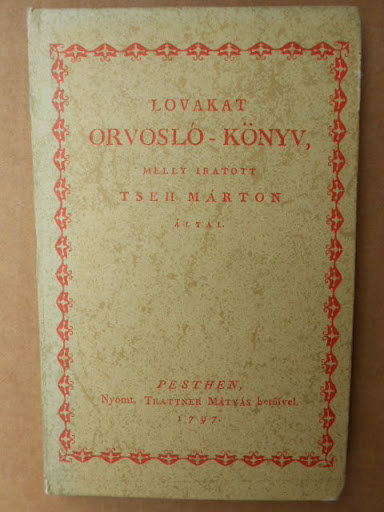 LOVAKAT
ORVOSLÓ - KÖNYV,
MELLY IRATOTT
TSEH MÁRTON
ÁLTAL.
PESTHEN,
Nyomt. TRATTNER MÁTYÁS betűivel.
1797.